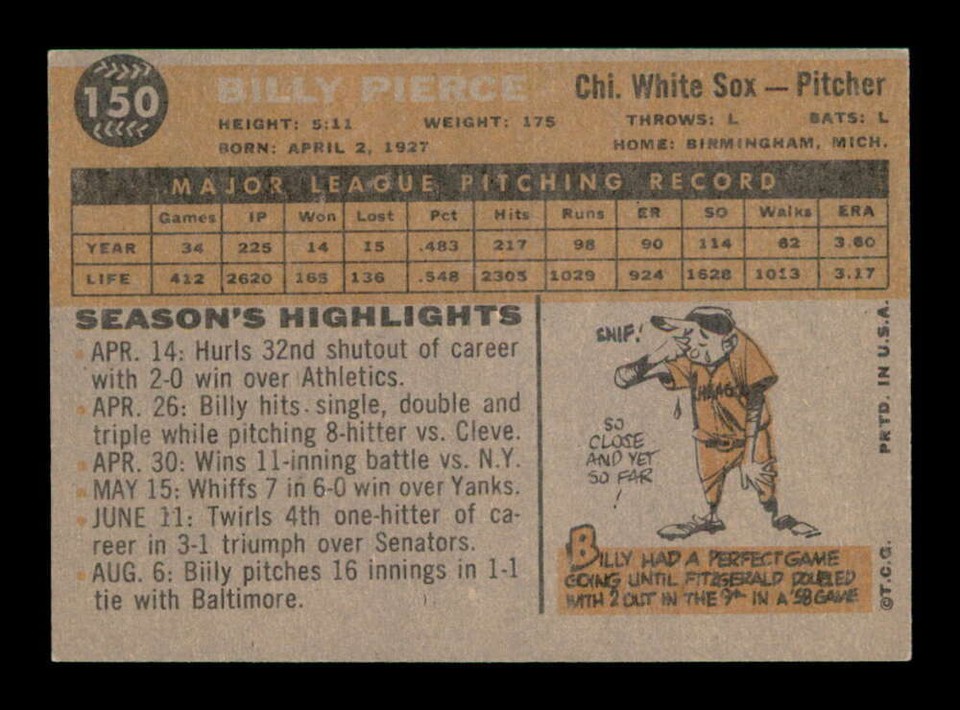 150
BILLY PIERCE
Chi. White Sox — Pitcher
HEIGHT: 5:11 WEIGHT: 175 THROWS: L BATS: L
BORN: APRIL 2, 1927 HOME: BIRMINGHAM, MICH.
MAJOR LEAGUE PITCHING RECORD
Games IP Won Lost Pct Hits Runs ER SO Walks ERA
YEAR 34 225 14 15 .483 217 98 90 114 62 3.60
LIFE 412 2620 165 136 .548 2305 1029 924 1628 1013 3.17
SEASON'S HIGHLIGHTS
APR. 14: Hurls 32nd shutout of career
with 2-0 win over Athletics.
APR. 26: Billy hits single, double and
triple while pitching 8-hitter vs. Cleve.
APR. 30: Wins 11-inning battle vs. N.Y.
MAY 15: Whiffs 7 in 6-0 win over Yanks.
JUNE 11: Twirls 4th one-hitter of ca-
reer in 3-1 triumph over Senators.
AUG. 6: Billy pitches 16 innings in 1-1
tie with Baltimore.
SNIF!
CHICAGO
SO
CLOSE
AND YET
SO FAR
!
BILLY HAD A PERFECT GAME
GOING UNTIL FITZGERALD DOUBLED
WITH 2 OUT IN THE 9th IN A '58 GAME
©T.C.G. PRTD. IN U.S.A.